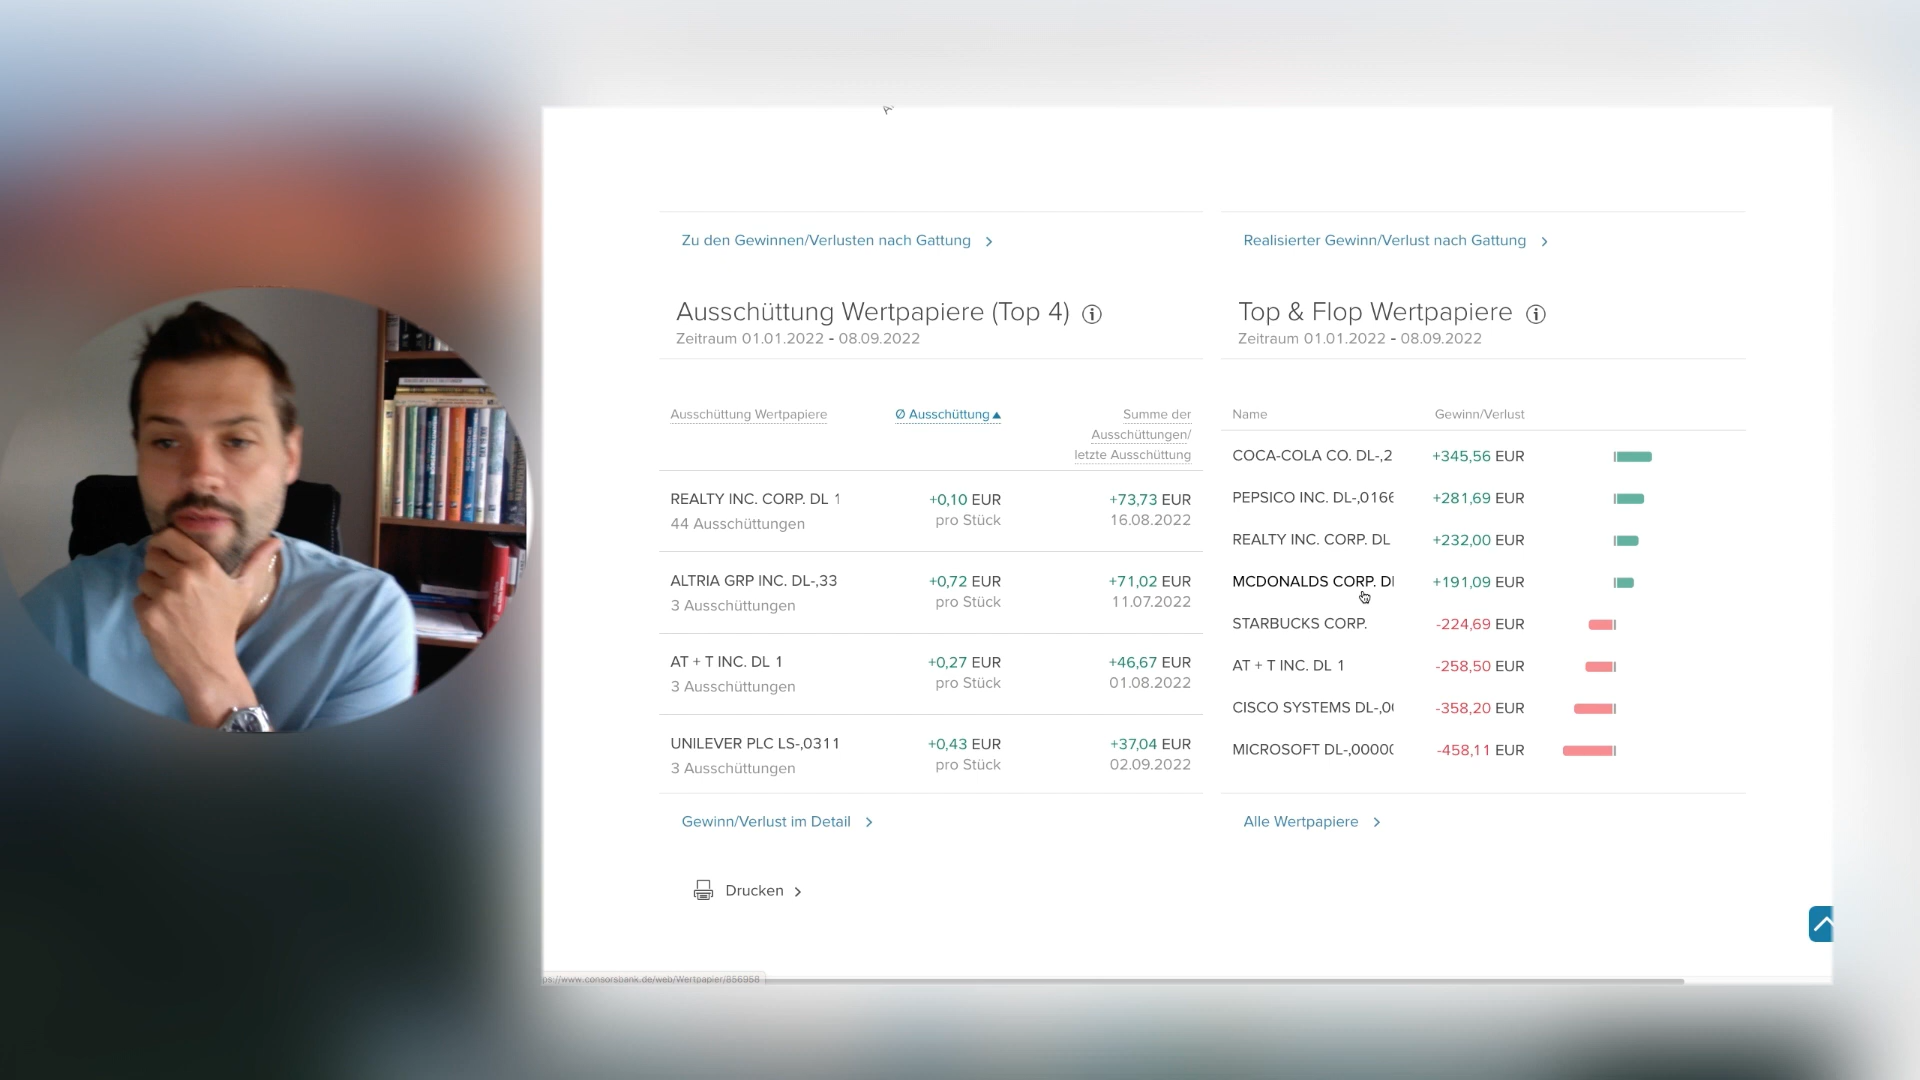 Zu den Gewinnen/Verlusten nach Gattung
Realisierter Gewinn/Verlust nach Gattung
Ausschüttung Wertpapiere (Top 4)
Zeitraum 01.01.2022 - 08.09.2022
Ausschüttung Wertpapiere
Ø Ausschüttung
Summe der
Ausschüttungen/
letzte Ausschüttung
REALTY INC. CORP. DL 1
+0,10 EUR
+73,73 EUR
44 Ausschüttungen
pro Stück
16.08.2022
ALTRIA GRP INC. DL-,33
+0,72 EUR
+71,02 EUR
3 Ausschüttungen
pro Stück
11.07.2022
AT + T INC. DL 1
+0,27 EUR
+46,67 EUR
3 Ausschüttungen
pro Stück
01.08.2022
UNILEVER PLC LS-,0311
+0,43 EUR
+37,04 EUR
3 Ausschüttungen
pro Stück
02.09.2022
Gewinn/Verlust im Detail
Drucken
Top & Flop Wertpapiere
Zeitraum 01.01.2022 - 08.09.2022
Name
Gewinn/Verlust
COCA-COLA CO. DL-,2
+345,56 EUR
PEPSICO INC. DL-,0166
+281,69 EUR
REALTY INC. CORP. DL
+232,00 EUR
MCDONALDS CORP. D
+191,09 EUR
STARBUCKS CORP.
-224,69 EUR
AT + T INC. DL 1
-258,50 EUR
CISCO SYSTEMS DL-,0
-358,20 EUR
MICROSOFT DL-,00000
-458,11 EUR
Alle Wertpapiere
ps://www.consorsbank.de/web/Wertpapier/856958